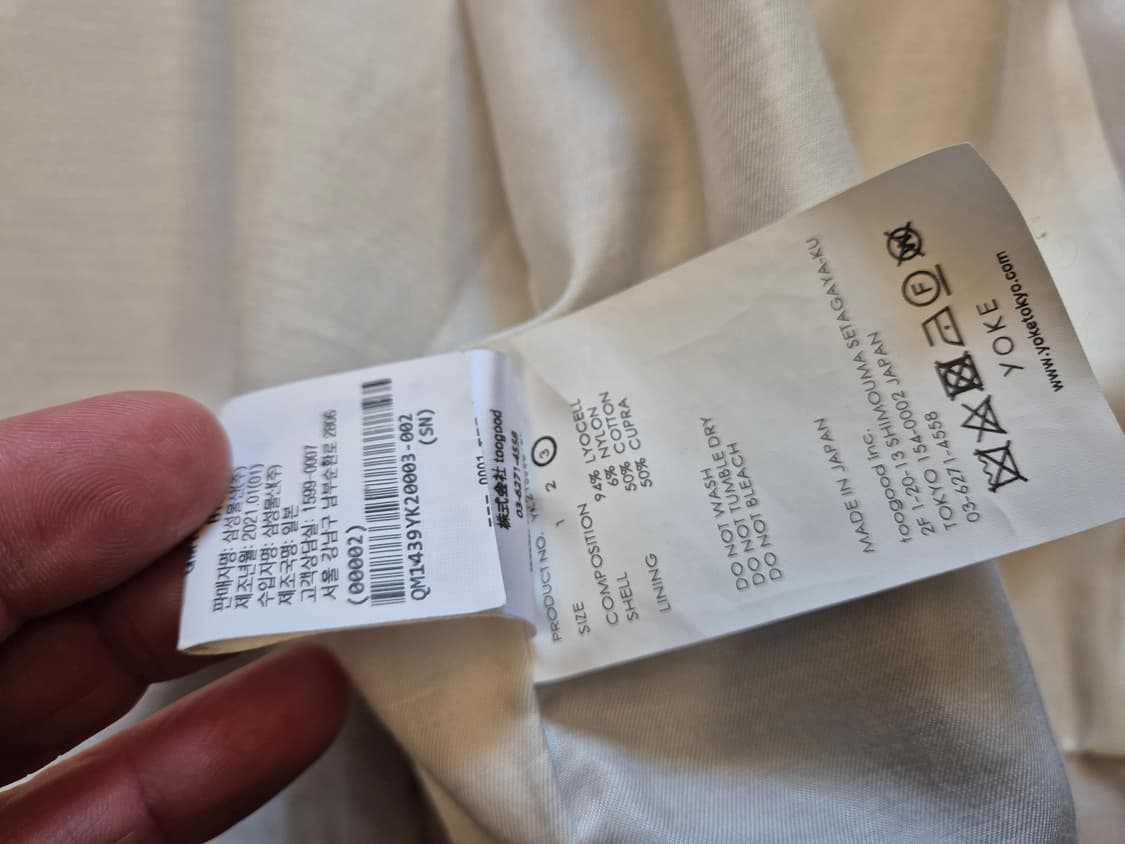 판매자명: 삼성물산(주)
제조년월: 2021.01(01)
수입자명: 삼성물산(주)
제조국명: 일본
고객상담실: 1599-0007
서울 강남구 남부순환로 2806
(00002)
QM1439YK20003-002
(SN)
株式会社 toogood
03-6271-4558
PRODUCT NO.
SIZE 1 2 3
COMPOSITION
SHELL 94% LYOCELL
6% NYLON
LINING 50% COTTON
50% CUPRA
DO NOT WASH
DO NOT TUMBLE DRY
DO NOT BLEACH
MADE IN JAPAN
toogood inc.
2F 1-20-13 SHIMOUMA SETAGAYA-KU
TOKYO 154-0002 JAPAN
03-6271-4558
F
W
YOKE
www.yoketokyo.com